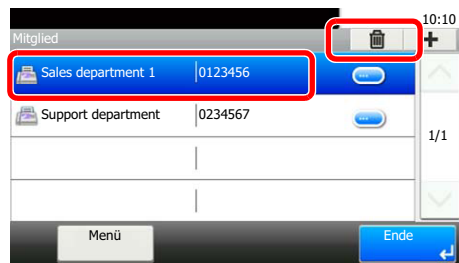 10:10
Mitglied
Sales department 1 0123456
Support department 0234567
1/1
Menü Ende